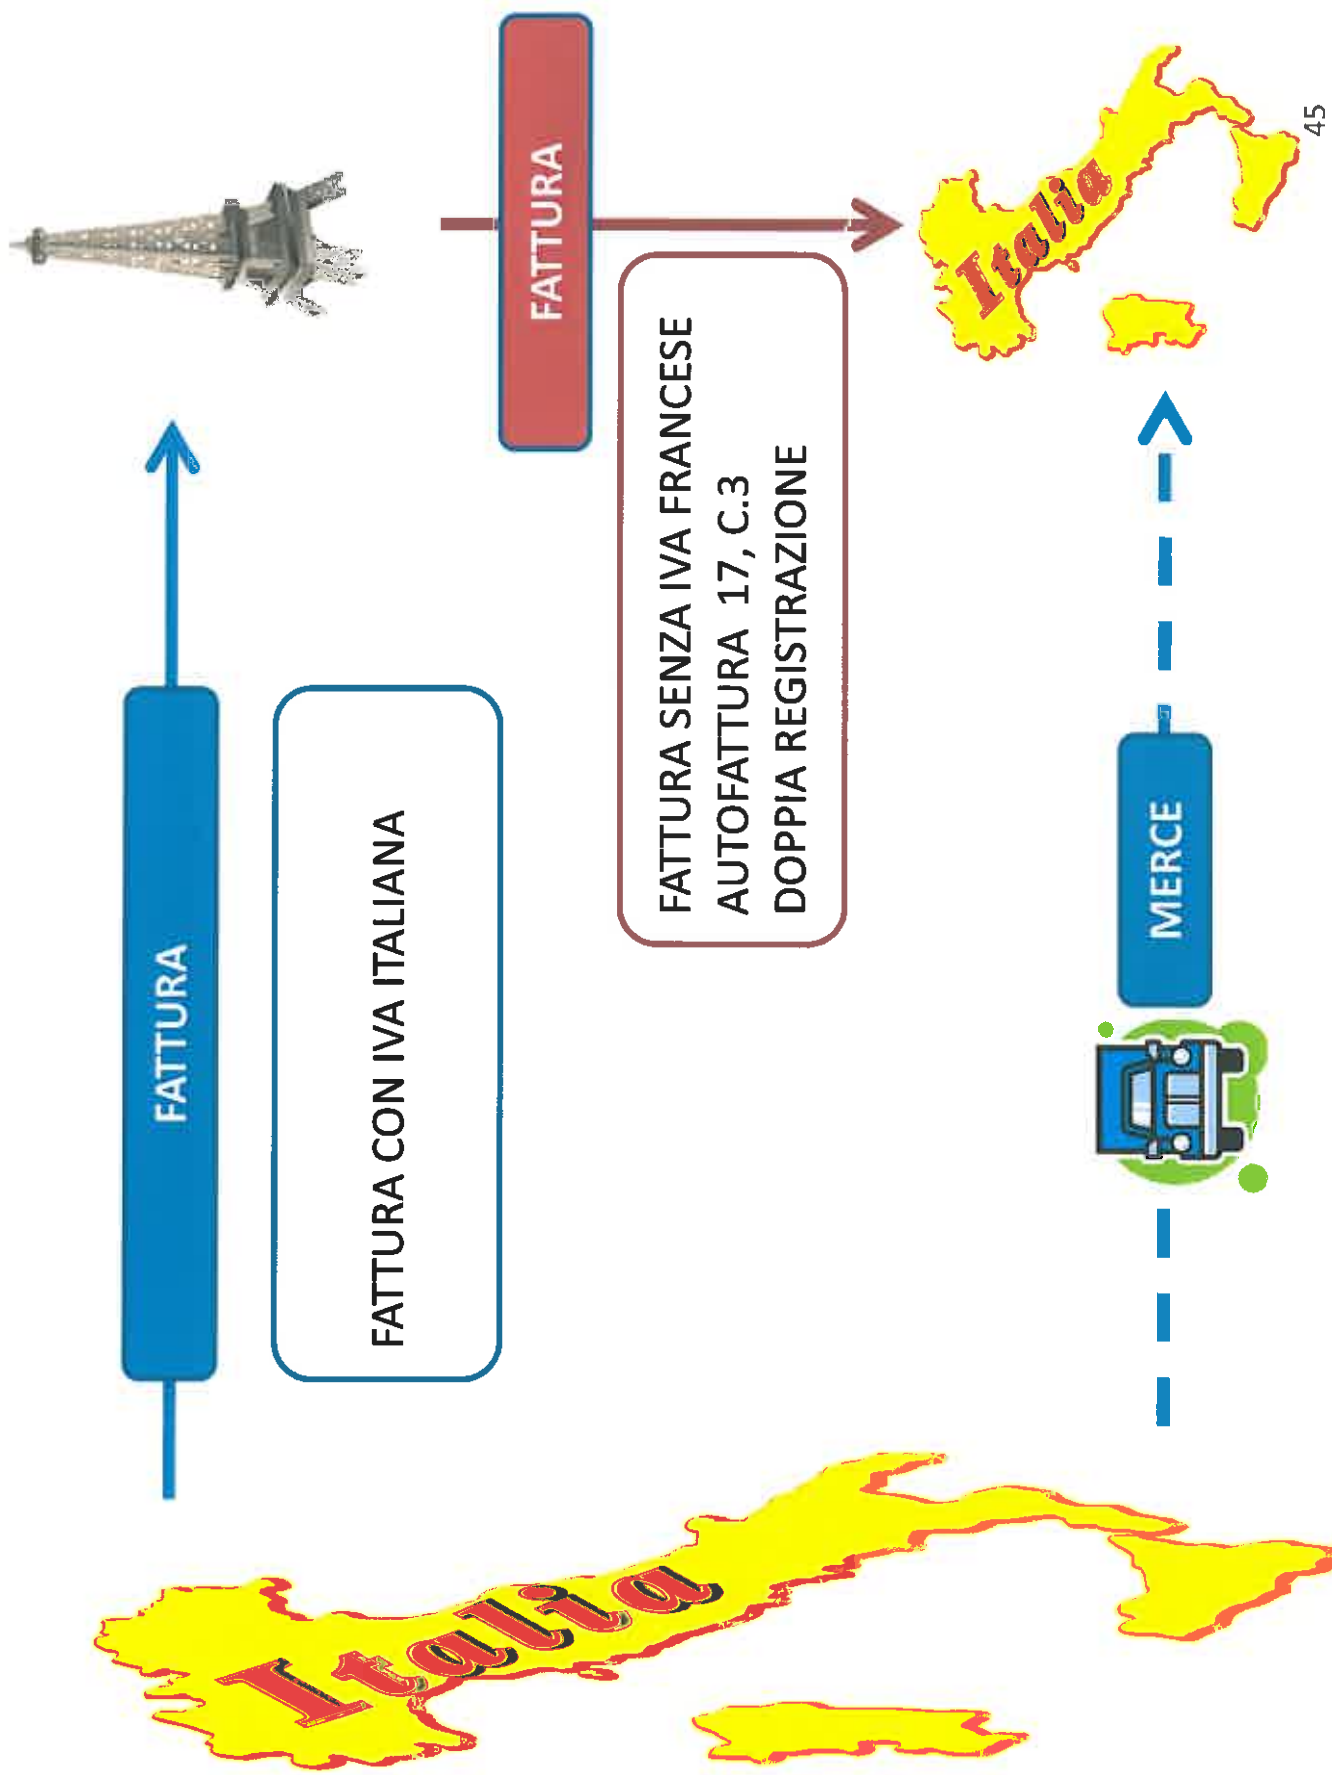 FATTURA
FATTURA CON IVA ITALIANA
FATTURA
FATTURA SENZA IVA FRANCESE
AUTOFATTURA 17, C.3
DOPPIA REGISTRAZIONE
Italia
MERCE
Italia
45